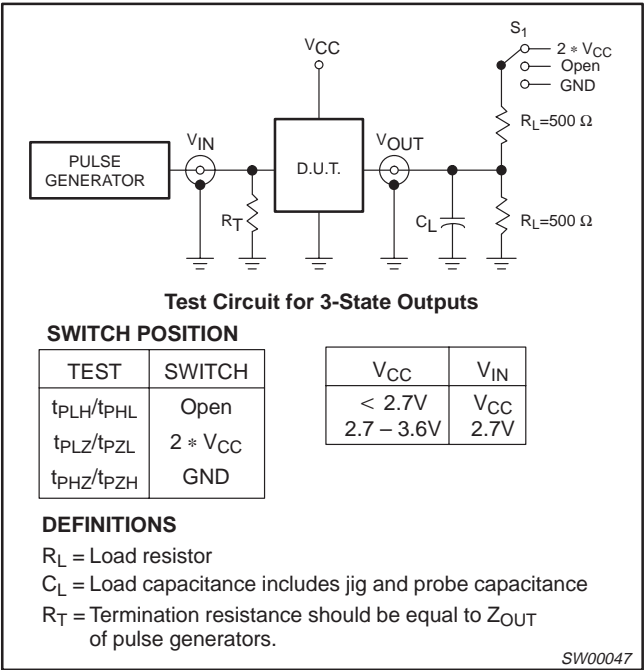 S1
VCC
2 * VCC
Open
GND
RL=500 Ω
VIN
VOUT
PULSE
GENERATOR
D.U.T.
RT
CL
RL=500 Ω
Test Circuit for 3-State Outputs
SWITCH POSITION
TEST SWITCH
tPLH/tPHL Open
tPLZ/tPZL 2 * VCC
tPHZ/tPZH GND
VCC VIN
< 2.7V VCC
2.7 – 3.6V 2.7V
DEFINITIONS
RL = Load resistor
CL = Load capacitance includes jig and probe capacitance
RT = Termination resistance should be equal to ZOUT
of pulse generators.
SW00047